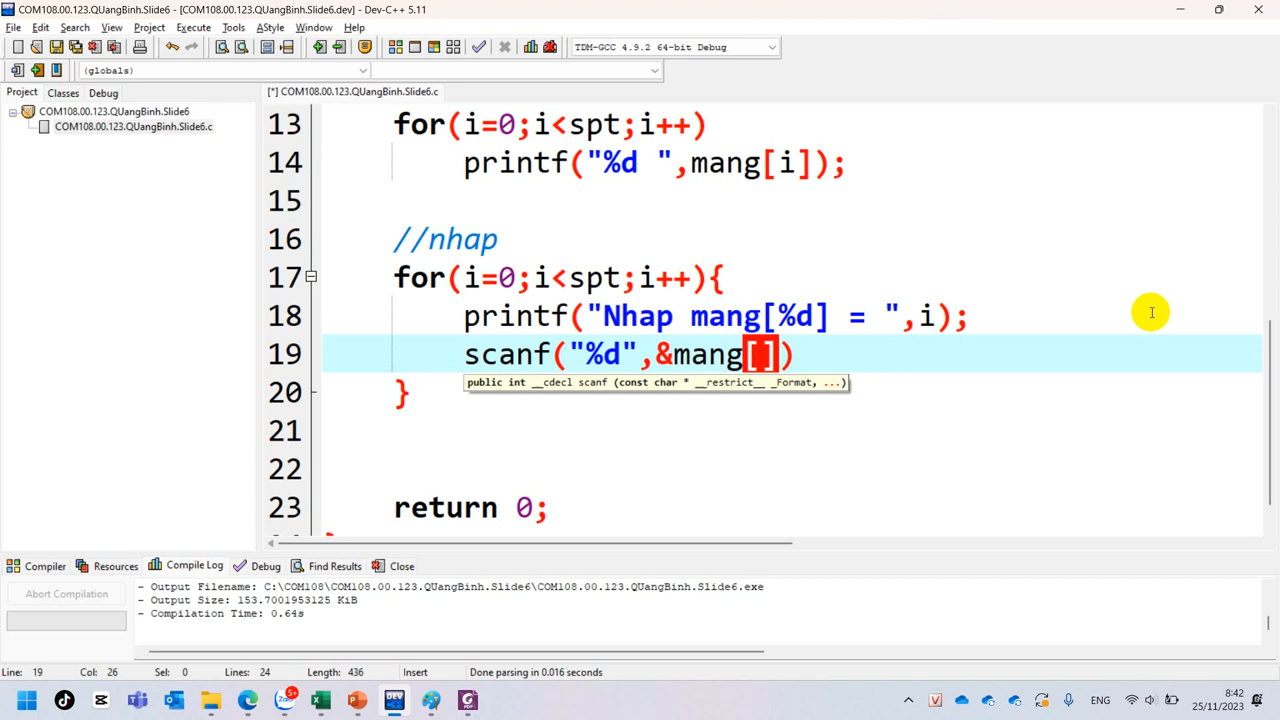 COM108.00.123.QUangBinh.Slide6 - [COM108.00.123.QUangBinh.Slide6.dev] - Dev-C++ 5.11
File Edit Search View Project Execute Tools AStyle Window Help
TDM-GCC 4.9.2 64-bit Debug
(globals)
Project Classes Debug
[*] COM108.00.123.QUangBinh.Slide6.c
COM108.00.123.QUangBinh.Slide6
COM108.00.123.QUangBinh.Slide6.c
13 for(i=0;i<spt;i++)
14 printf("%d ",mang[i]);
15
16 //nhap
17 for(i=0;i<spt;i++){
18 printf("Nhap mang[%d] = ",i);
19 scanf("%d",&mang[])
public int __cdecl scanf (const char * __restrict__ _Format, ...)
20 }
21
22
23 return 0;
Compiler Resources Compile Log Debug Find Results Close
Abort Compilation
- Output Filename: C:\COM108\COM108.00.123.QUangBinh.Slide6\COM108.00.123.QUangBinh.Slide6.exe
- Output Size: 153.7001953125 KiB
- Compilation Time: 0.64s
Line: 19 Col: 26 Sel: 0 Lines: 24 Length: 436 Insert Done parsing in 0.016 seconds
5+
ENG
8:42
25/11/2023